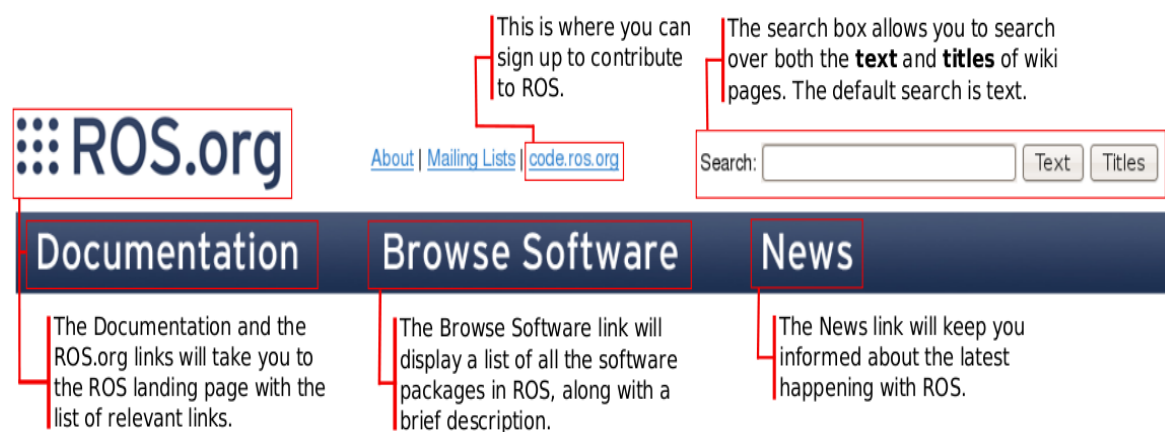 This is where you can
sign up to contribute
to ROS.
The search box allows you to search
over both the text and titles of wiki
pages. The default search is text.
ROS.org
About | Mailing Lists | code.ros.org
Search: Text Titles
Documentation Browse Software News
The Documentation and the
ROS.org links will take you to
the ROS landing page with the
list of relevant links.
The Browse Software link will
display a list of all the software
packages in ROS, along with a
brief description.
The News link will keep you
informed about the latest
happening with ROS.